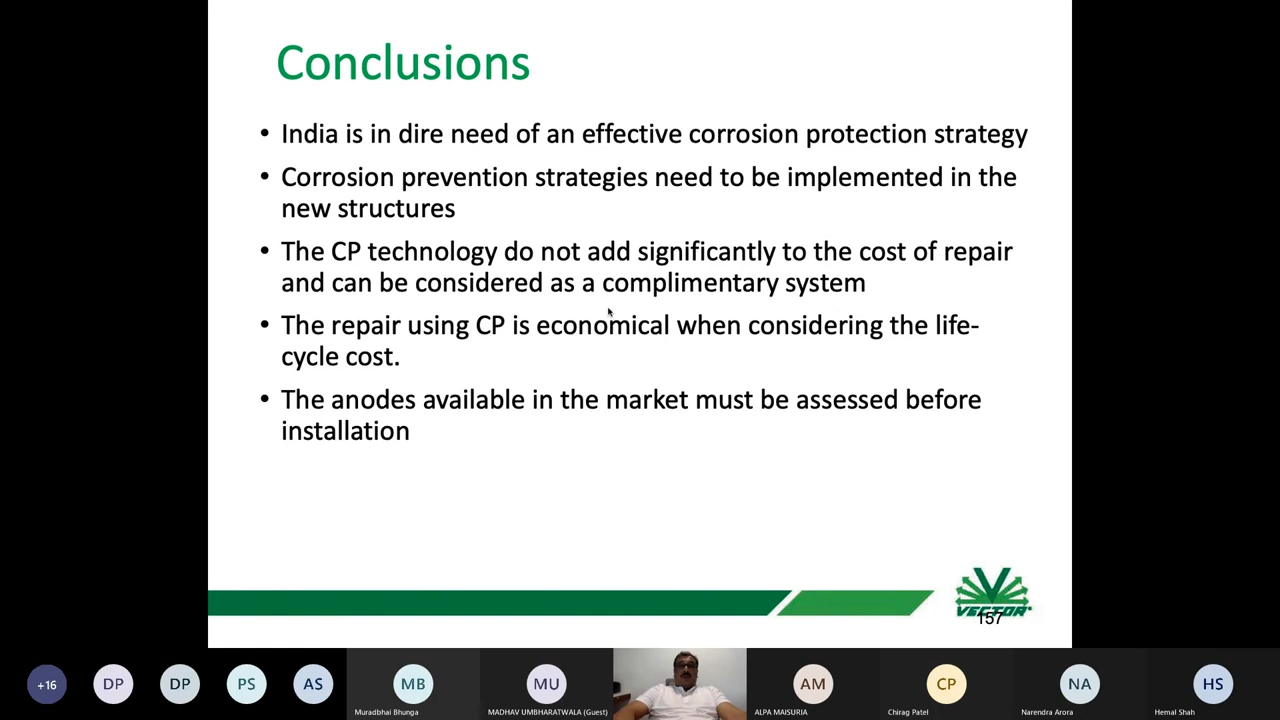 Conclusions
• India is in dire need of an effective corrosion protection strategy
• Corrosion prevention strategies need to be implemented in the
new structures
• The CP technology do not add significantly to the cost of repair
and can be considered as a complimentary system
• The repair using CP is economical when considering the life-
cycle cost.
• The anodes available in the market must be assessed before
installation
VECTOR
157
+16 DP DP PS AS MB MU AM CP NA HS
Muradbhai Bhunga MADHAV UMBHARATWALA (Guest) ALPA MAISURIA Chirag Patel Narendra Arora Hemal Shah